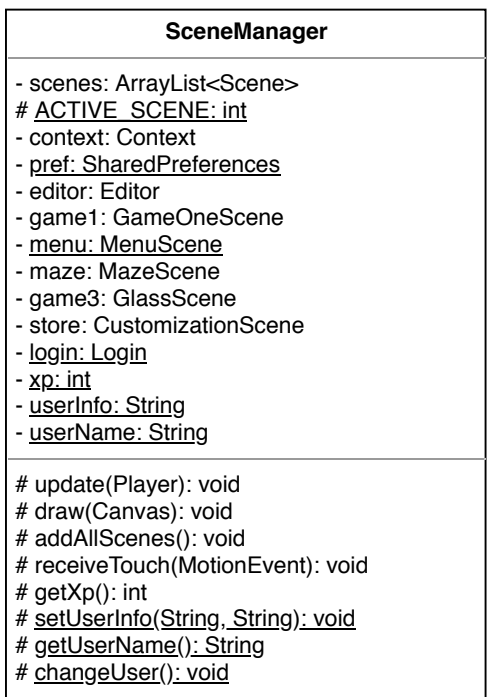 SceneManager
- scenes: ArrayList<Scene>
# ACTIVE_SCENE: int
- context: Context
- pref: SharedPreferences
- editor: Editor
- game1: GameOneScene
- menu: MenuScene
- maze: MazeScene
- game3: GlassScene
- store: CustomizationScene
- login: Login
- xp: int
- userInfo: String
- userName: String
# update(Player): void
# draw(Canvas): void
# addAllScenes(): void
# receiveTouch(MotionEvent): void
# getXp(): int
# setUserInfo(String, String): void
# getUserName(): String
# changeUser(): void